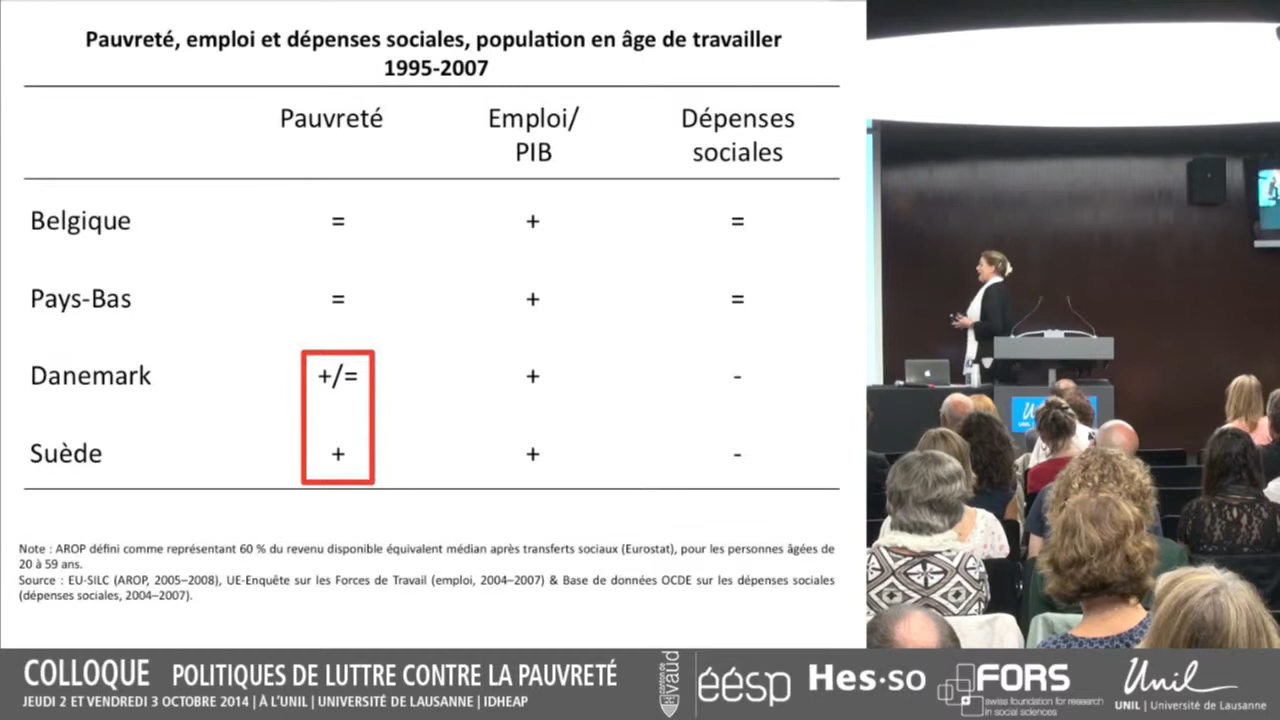 Pauvreté, emploi et dépenses sociales, population en âge de travailler
1995-2007
Pauvreté Emploi/ Dépenses
PIB sociales
Belgique = + =
Pays-Bas = + =
Danemark +/= + -
Suède + + -
Note : AROP défini comme représentant 60 % du revenu disponible équivalent médian après transferts sociaux (Eurostat), pour les personnes âgées de
20 à 59 ans.
Source : EU-SILC (AROP, 2005–2008), UE-Enquête sur les Forces de Travail (emploi, 2004–2007) & Base de données OCDE sur les dépenses sociales
(dépenses sociales, 2004–2007).
COLLOQUE POLITIQUES DE LUTTRE CONTRE LA PAUVRETÉ
JEUDI 2 ET VENDREDI 3 OCTOBRE 2014 | À L'UNIL | UNIVERSITÉ DE LAUSANNE | IDHEAP
canton de
vaud
éésp
Hes·so
FORS
swiss foundation for research
in social sciences
Unil
UNIL | Université de Lausanne